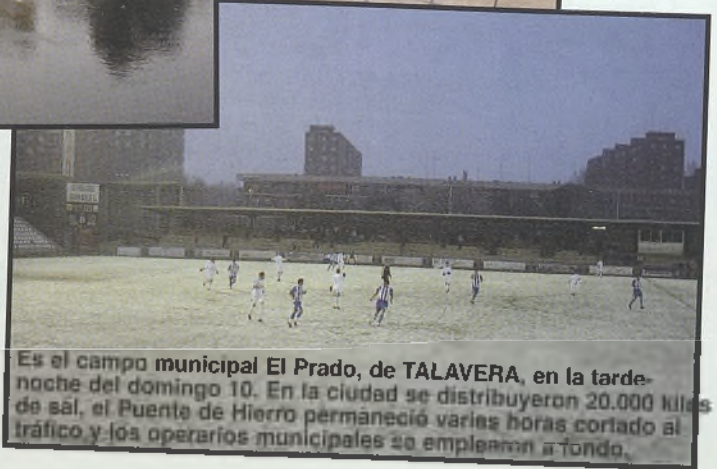 Es el campo municipal El Prado, de TALAVERA, en la tarde-
noche del domingo 10. En la ciudad se distribuyeron 20.000 kilos
de sal, el Puente de Hierro permaneció varias horas cortado al
tráfico y los operarios municipales se emplearon a fondo.